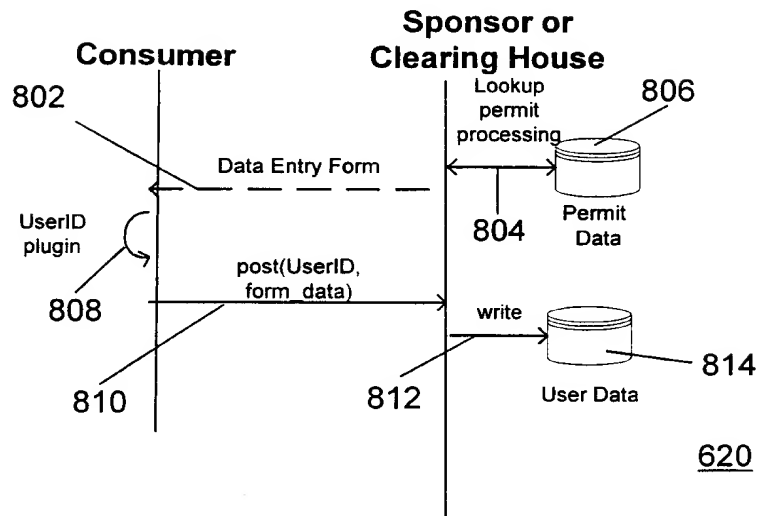 Sponsor or
Clearing House
Consumer
802
Lookup
permit
processing
806
Data Entry Form
804
Permit
Data
UserID
plugin
808
post(UserID,
form_data)
write
810
812
814
User Data
620